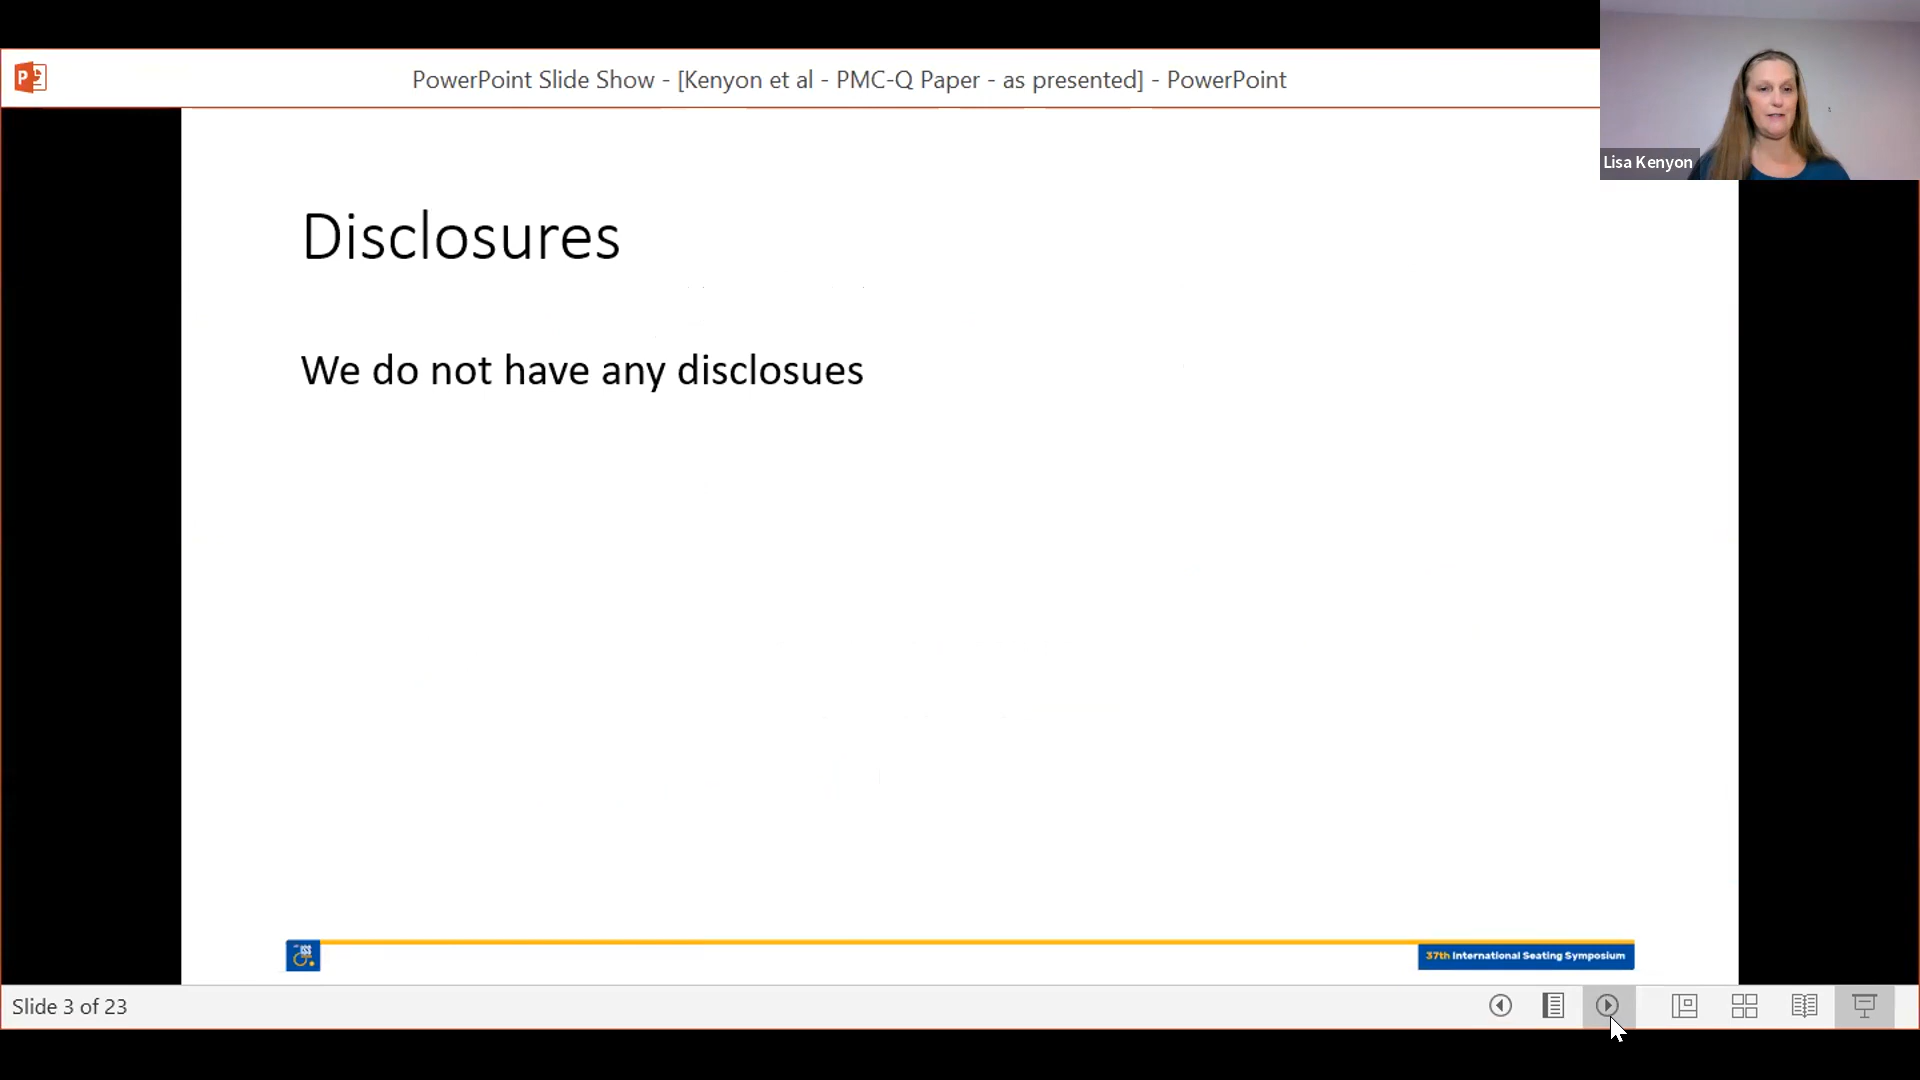 PowerPoint Slide Show - [Kenyon et al - PMC-Q Paper - as presented] - PowerPoint
Lisa Kenyon
Disclosures
We do not have any disclosues
ISS
37th International Seating Symposium
Slide 3 of 23